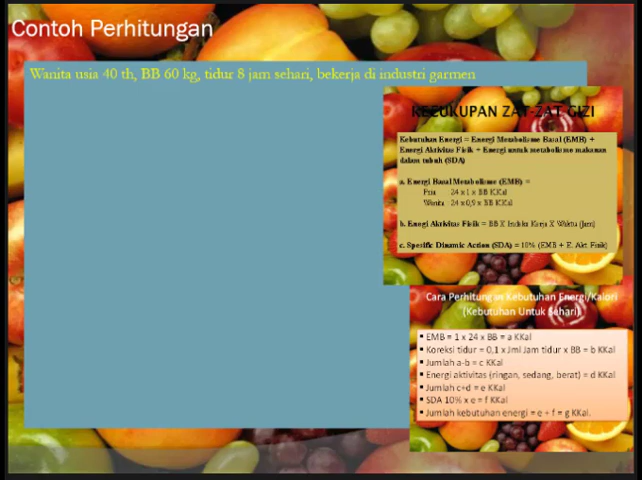 Contoh Perhitungan
Wanita usia 40 th, BB 60 kg, tidur 8 jam sehari, bekerja di industri garmen
KECUKUPAN ZAT-ZAT GIZI
Kebutuhan Energi = Energi Metabolisme Basal (EMB) +
Energi Aktivitas Fisik + Energi untuk metabolisme makanan
dalam tubuh (SDA)
a. Energi Basal Metabolisme (EMB) =
Pria 24 x 1 x BB KKal
Wanita 24 x 0,9 x BB KKal
b. Energi Aktivitas Fisik = BB X Indeks Kerja X Waktu (Jam)
c. Spesific Dinamic Action (SDA) = 10% (EMB + E. Akt Fisik)
Cara Perhitungan Kebutuhan Energi/Kalori
(Kebutuhan Untuk Sehari)
▪ EMB = 1 x 24 x BB = a KKal
▪ Koreksi tidur = 0,1 x Jml Jam tidur x BB = b KKal
▪ Jumlah a-b = c KKal
▪ Energi aktivitas (ringan, sedang, berat) = d KKal
▪ Jumlah c+d = e KKal
▪ SDA 10% x e = f KKal
▪ Jumlah kebutuhan energi = e + f = g KKal.